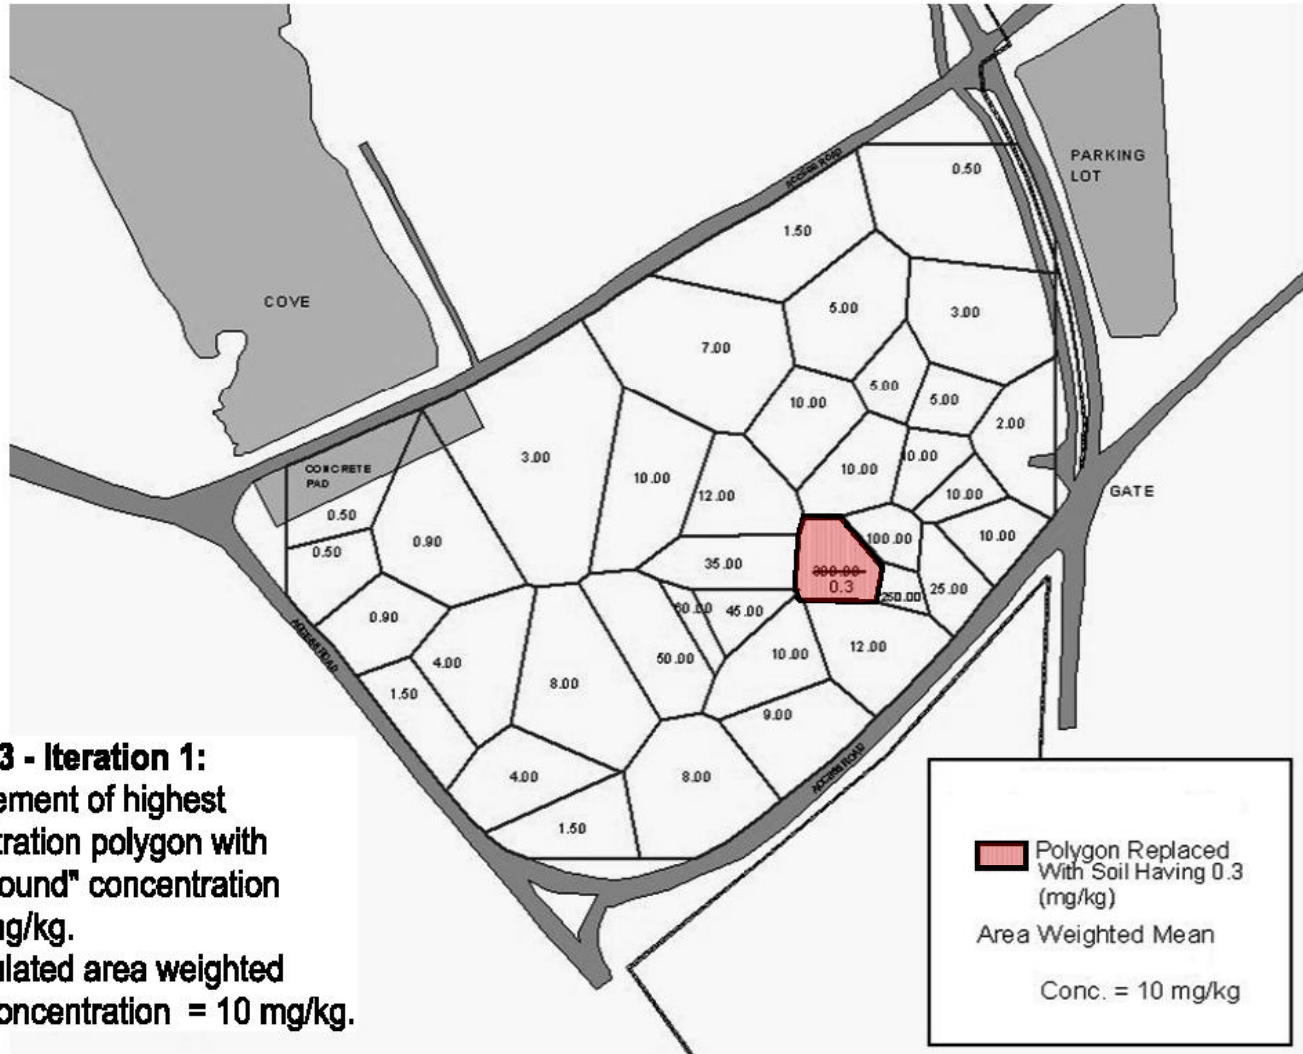 0.50
PARKING
LOT
ACCESS ROAD
1.50
COVE
5.00
3.00
7.00
5.00
5.00
10.00
2.00
3.00
10.00
10.00
10.00
CONCRETE
PAD
12.00
10.00
GATE
0.50
0.50
0.90
35.00
100.00
10.00
0.3
250.00
25.00
0.90
45.00
ACCESS ROAD
4.00
50.00
10.00
12.00
1.50
8.00
9.00
4.00
8.00
ACCESS ROAD
1.50
3 - Iteration 1:
ement of highest
tration polygon with
ound" concentration
ng/kg.
ulated area weighted
oncentration = 10 mg/kg.
Polygon Replaced
With Soil Having 0.3
(mg/kg)
Area Weighted Mean
Conc. = 10 mg/kg